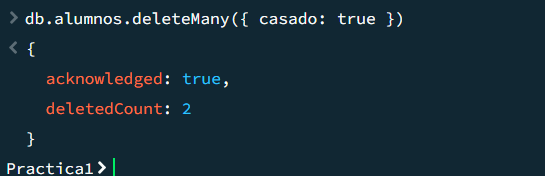 > db.alumnos.deleteMany({ casado: true })
< {
acknowledged: true,
deletedCount: 2
}
Practica1>